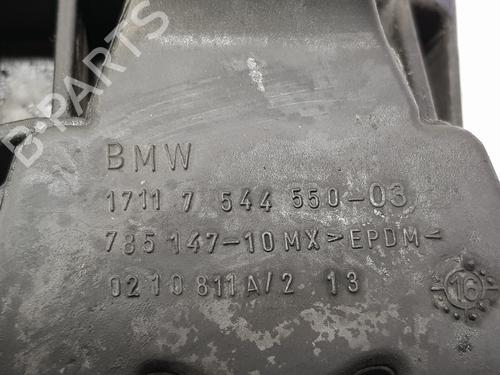 B PARTS
BMW
1711 7 544 550-03
785 147-10 MX >EPDM<
0210811A/2 13
16